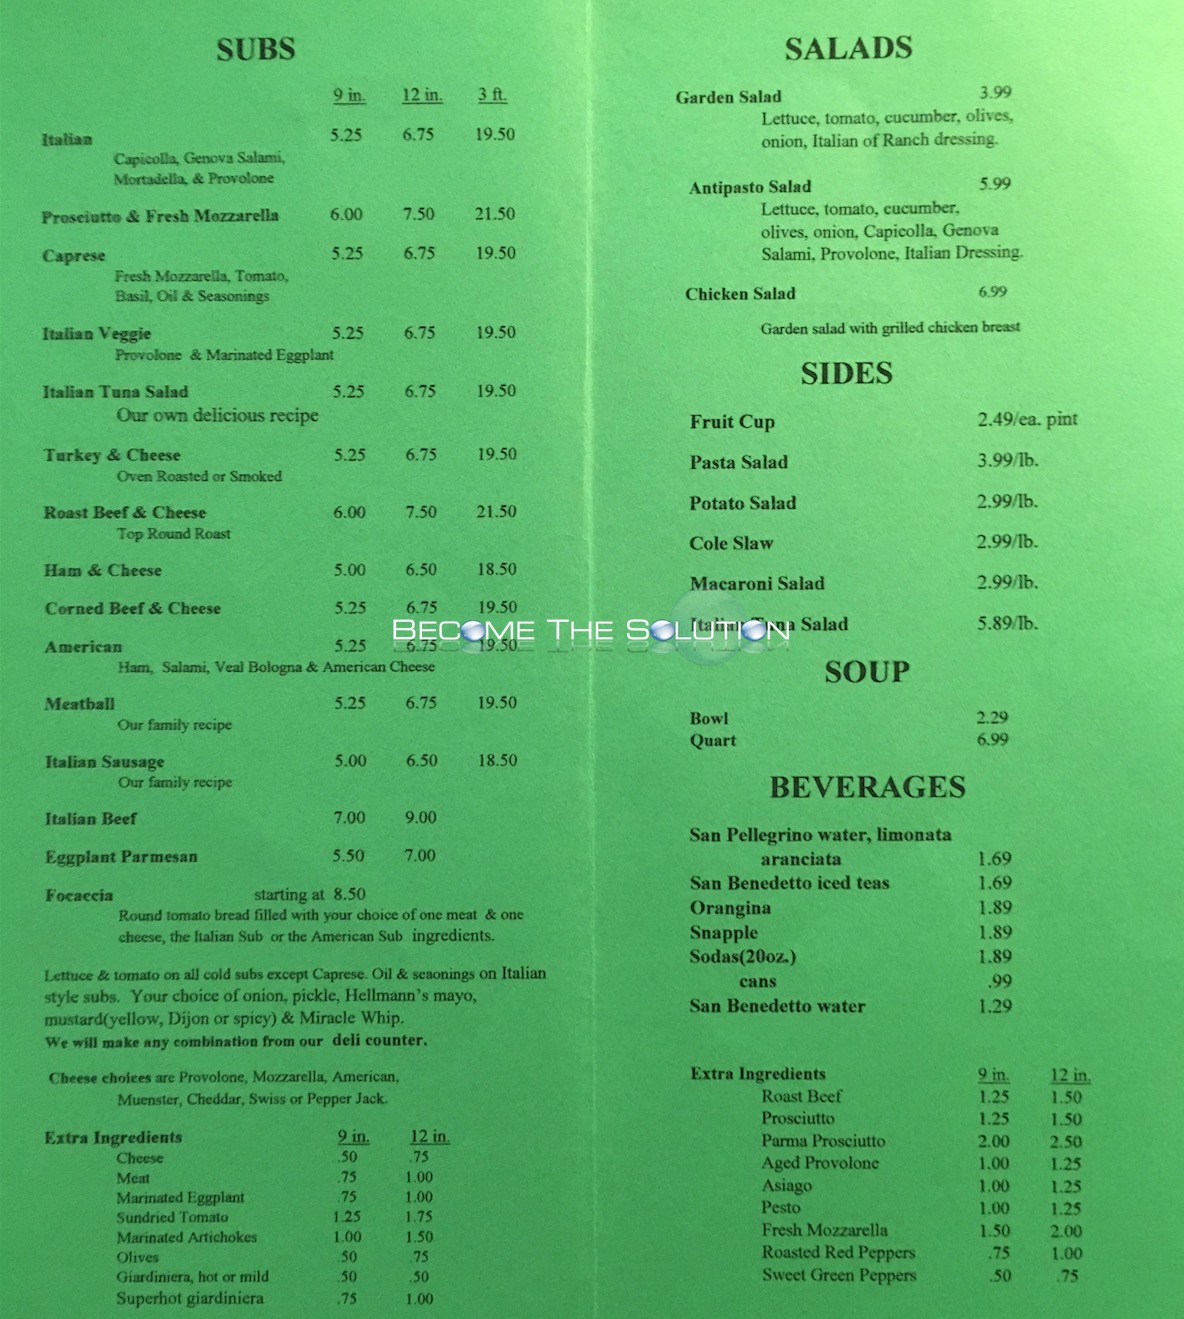 SUBS
9 in. 12 in. 3 ft.
Italian 5.25 6.75 19.50
Capicolla, Genova Salami,
Mortadella, & Provolone
Prosciutto & Fresh Mozzarella 6.00 7.50 21.50
Caprese 5.25 6.75 19.50
Fresh Mozzarella, Tomato,
Basil, Oil & Seasonings
Italian Veggie 5.25 6.75 19.50
Provolone & Marinated Eggplant
Italian Tuna Salad 5.25 6.75 19.50
Our own delicious recipe
Turkey & Cheese 5.25 6.75 19.50
Oven Roasted or Smoked
Roast Beef & Cheese 6.00 7.50 21.50
Top Round Roast
Ham & Cheese 5.00 6.50 18.50
Corned Beef & Cheese 5.25 6.75 19.50
American 5.25 6.75 19.50
Ham, Salami, Veal Bologna & American Cheese
Meatball 5.25 6.75 19.50
Our family recipe
Italian Sausage 5.00 6.50 18.50
Our family recipe
Italian Beef 7.00 9.00
Eggplant Parmesan 5.50 7.00
Focaccia starting at 8.50
Round tomato bread filled with your choice of one meat & one
cheese, the Italian Sub or the American Sub ingredients.
Lettuce & tomato on all cold subs except Caprese. Oil & seaonings on Italian
style subs. Your choice of onion, pickle, Hellmann's mayo,
mustard(yellow, Dijon or spicy) & Miracle Whip.
We will make any combination from our deli counter.
Cheese choices are Provolone, Mozzarella, American,
Muenster, Cheddar, Swiss or Pepper Jack.
Extra Ingredients 9 in. 12 in.
Cheese .50 .75
Meat .75 1.00
Marinated Eggplant .75 1.00
Sundried Tomato 1.25 1.75
Marinated Artichokes 1.00 1.50
Olives .50 .75
Giardiniera, hot or mild .50 .50
Superhot giardiniera .75 1.00
SALADS
Garden Salad 3.99
Lettuce, tomato, cucumber, olives,
onion, Italian of Ranch dressing.
Antipasto Salad 5.99
Lettuce, tomato, cucumber,
olives, onion, Capicolla, Genova
Salami, Provolone, Italian Dressing.
Chicken Salad 6.99
Garden salad with grilled chicken breast
SIDES
Fruit Cup 2.49/ea. pint
Pasta Salad 3.99/lb.
Potato Salad 2.99/lb.
Cole Slaw 2.99/lb.
Macaroni Salad 2.99/lb.
Italian Tuna Salad 5.89/lb.
BECOME THE SOLUTION
SOUP
Bowl 2.29
Quart 6.99
BEVERAGES
San Pellegrino water, limonata
aranciata 1.69
San Benedetto iced teas 1.69
Orangina 1.89
Snapple 1.89
Sodas(20oz.) 1.89
cans .99
San Benedetto water 1.29
Extra Ingredients 9 in. 12 in.
Roast Beef 1.25 1.50
Prosciutto 1.25 1.50
Parma Prosciutto 2.00 2.50
Aged Provolone 1.00 1.25
Asiago 1.00 1.25
Pesto 1.00 1.25
Fresh Mozzarella 1.50 2.00
Roasted Red Peppers .75 1.00
Sweet Green Peppers .50 .75